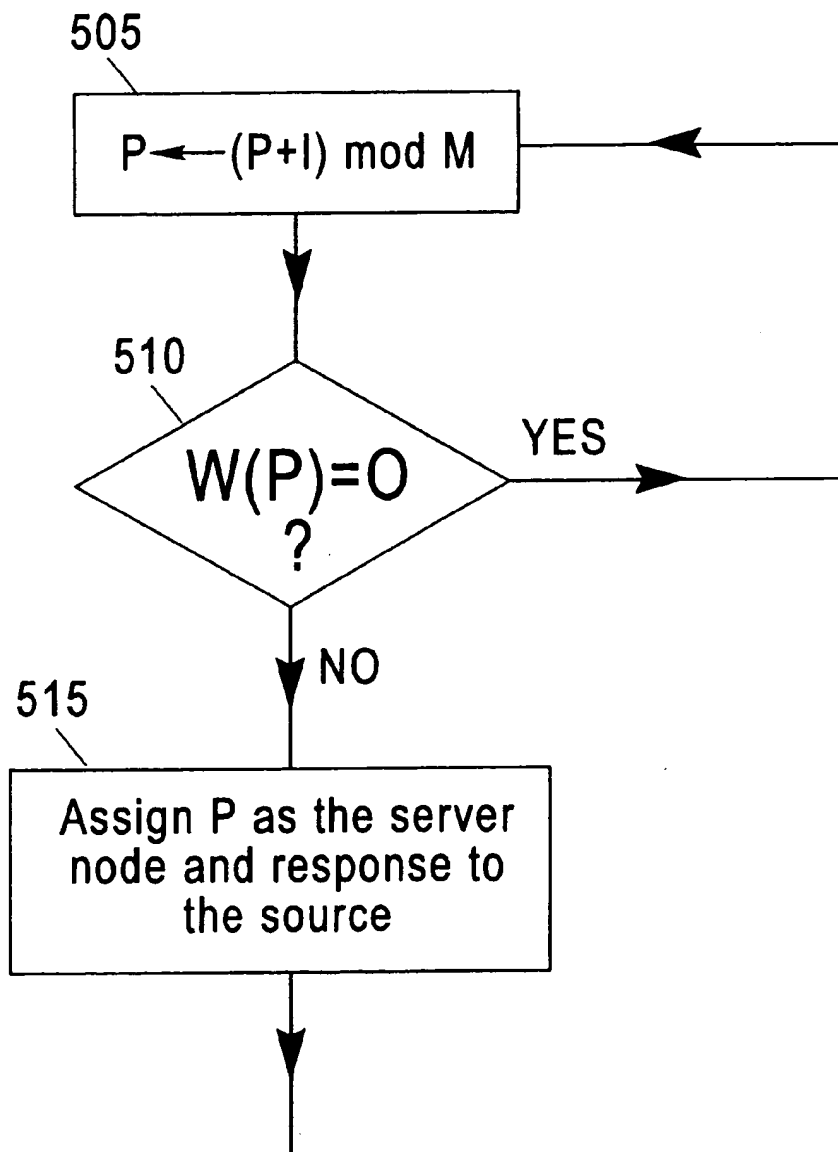 505
P←(P+I) mod M
510
W(P)=O
?
YES
NO
515
Assign P as the server
node and response to
the source